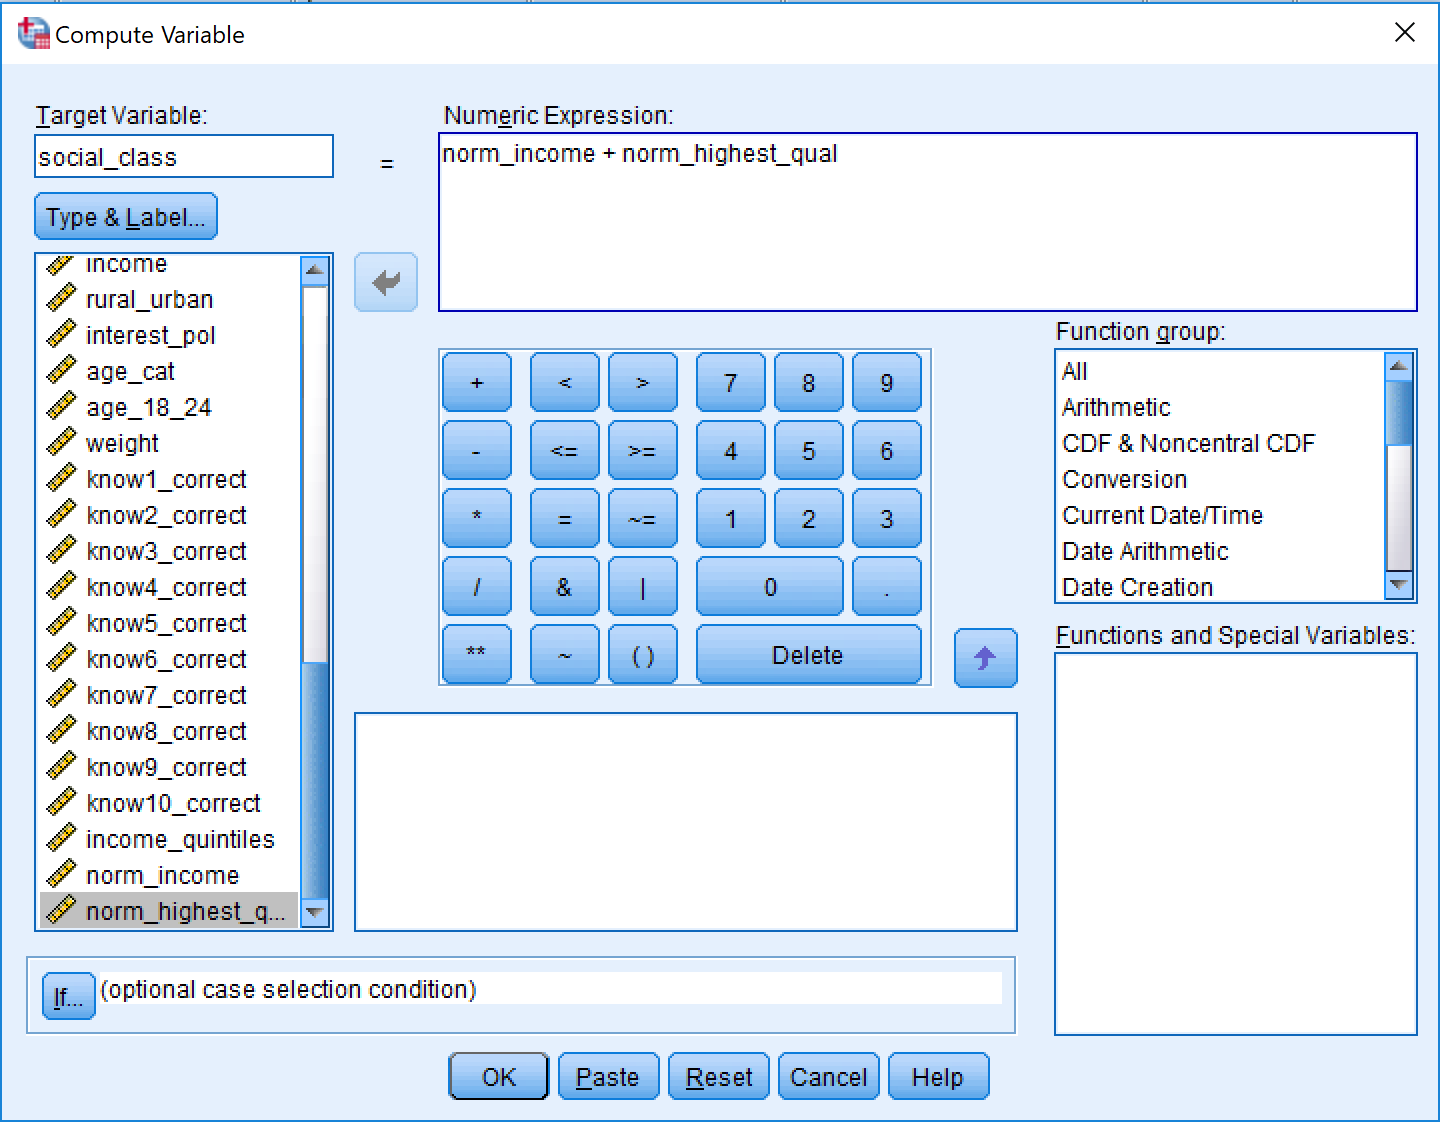 Compute Variable
Target Variable:
social_class
=
Numeric Expression:
norm_income + norm_highest_qual
Type & Label...
income
rural_urban
interest_pol
age_cat
age_18_24
weight
know1_correct
know2_correct
know3_correct
know4_correct
know5_correct
know6_correct
know7_correct
know8_correct
know9_correct
know10_correct
income_quintiles
norm_income
norm_highest_q...
+ < > 7 8 9
- <= >= 4 5 6
* = ~= 1 2 3
/ & | 0 .
** ~ ( ) Delete
Function group:
All
Arithmetic
CDF & Noncentral CDF
Conversion
Current Date/Time
Date Arithmetic
Date Creation
Functions and Special Variables:
If... (optional case selection condition)
OK Paste Reset Cancel Help